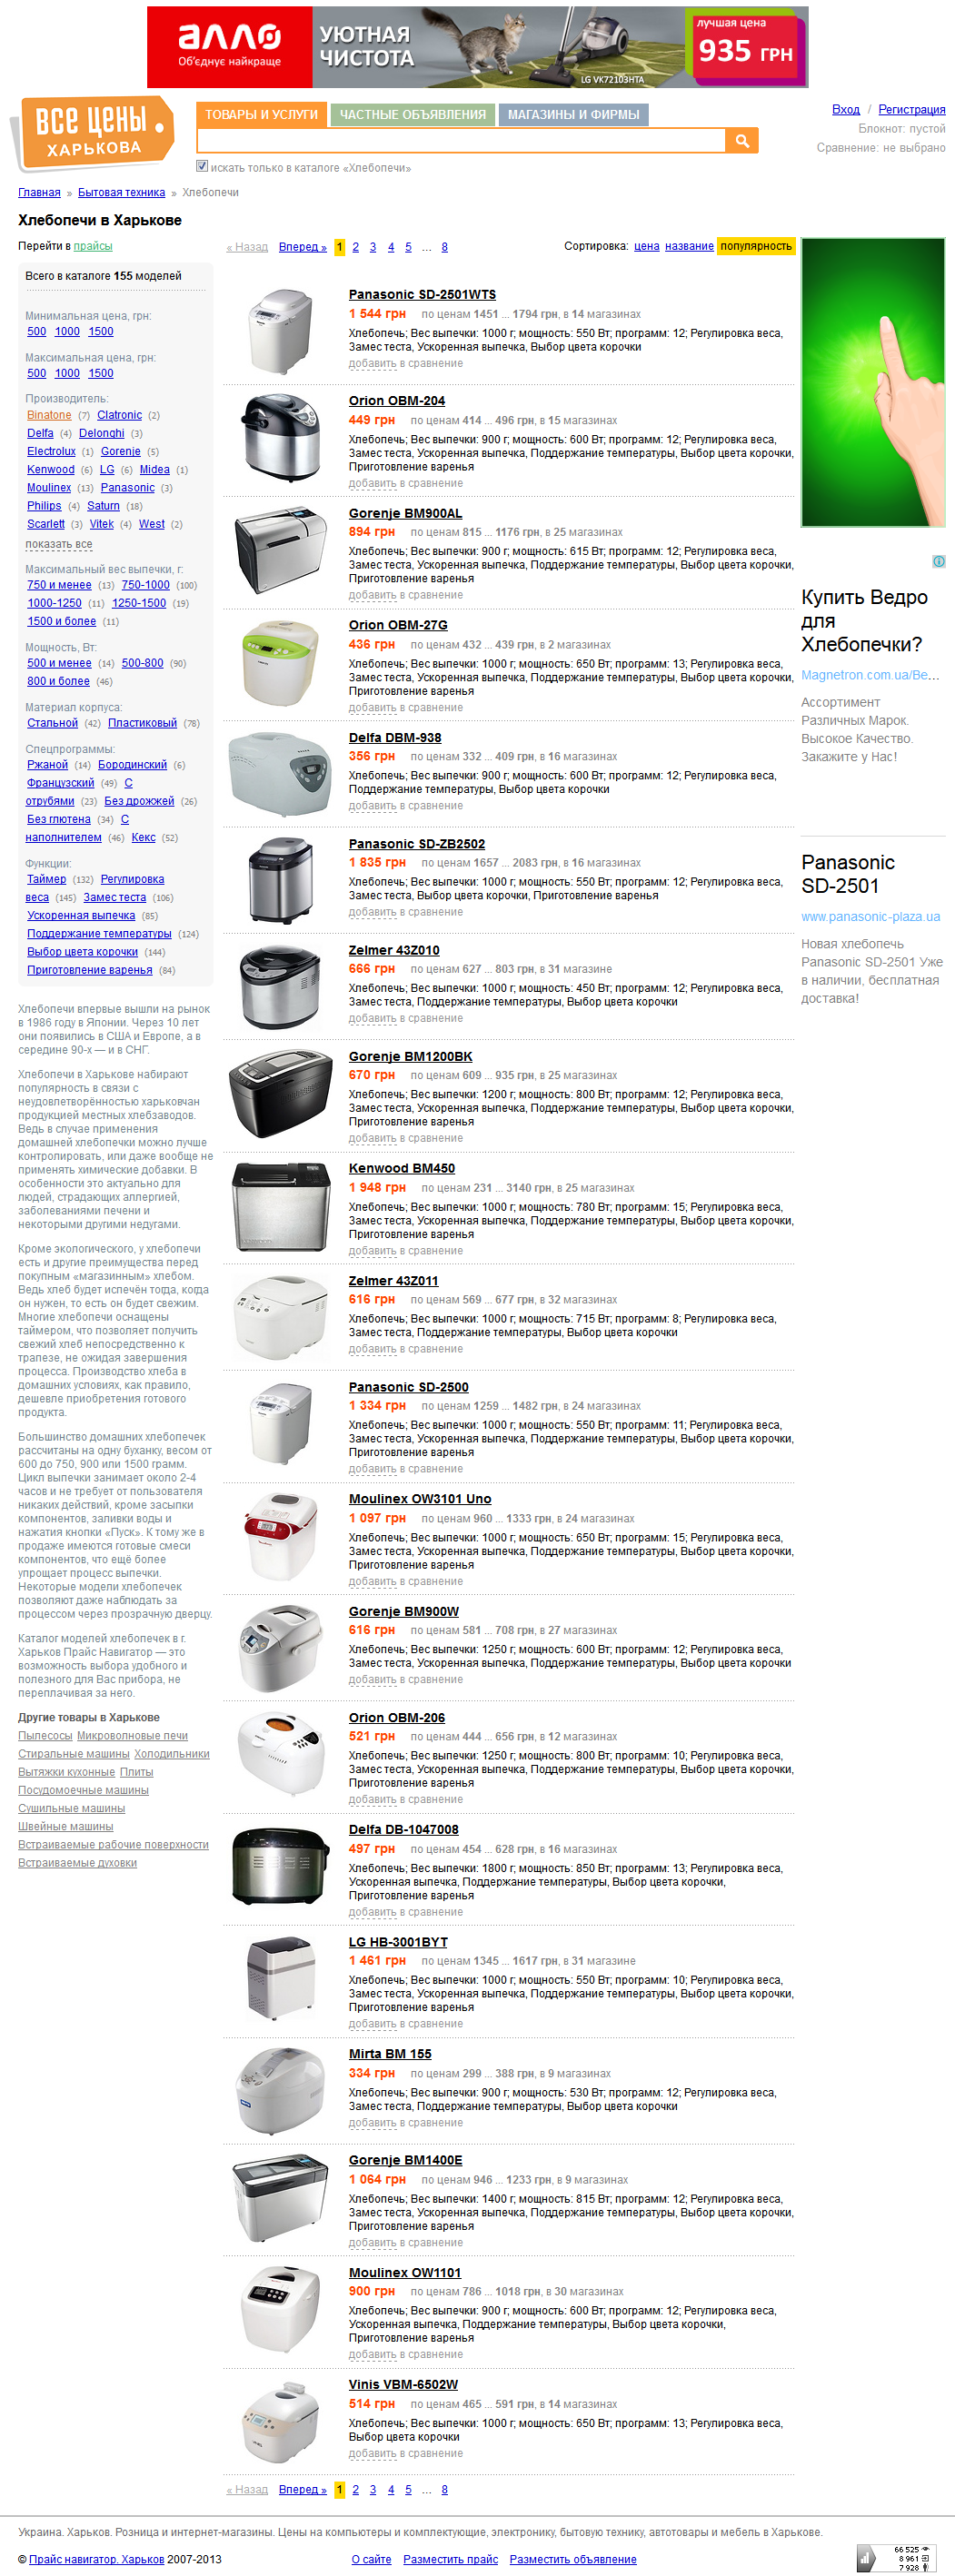 АЛЛО
Об'єднуе найкраще
УЮТНАЯ
ЧИСТОТА
LG VK72103HTA
лучшая цена
935 ГРН
ВСЕ ЦЕНЫ
ХАРЬКОВА
ТОВАРЫ И УСЛУГИ ЧАСТНЫЕ ОБЪЯВЛЕНИЯ МАГАЗИНЫ И ФИРМЫ
искать только в каталоге «Хлебопечи»
Вход / Регистрация
Блокнот: пустой
Сравнение: не выбрано
Главная » Бытовая техника » Хлебопечи
Хлебопечи в Харькове
Перейти в прайсы
Всего в каталоге 155 моделей
Минимальная цена, грн:
500 1000 1500
Максимальная цена, грн:
500 1000 1500
Производитель:
Binatone (7) Clatronic (2)
Delfa (4) Delonghi (3)
Electrolux (1) Gorenje (5)
Kenwood (6) LG (6) Midea (1)
Moulinex (13) Panasonic (3)
Philips (4) Saturn (18)
Scarlett (3) Vitek (4) West (2)
показать все
Максимальный вес выпечки, г:
750 и менее (13) 750-1000 (100)
1000-1250 (11) 1250-1500 (19)
1500 и более (11)
Мощность, Вт:
500 и менее (14) 500-800 (90)
800 и более (46)
Материал корпуса:
Стальной (42) Пластиковый (78)
Спецпрограммы:
Ржаной (14) Бородинский (6)
Французский (49) С
отрубями (23) Без дрожжей (26)
Без глютена (34) С
наполнителем (46) Кекс (52)
Функции:
Таймер (132) Регулировка
веса (145) Замес теста (106)
Ускоренная выпечка (85)
Поддержание температуры (124)
Выбор цвета корочки (144)
Приготовление варенья (84)
Хлебопечи впервые вышли на рынок
в 1986 году в Японии. Через 10 лет
они появились в США и Европе, а в
середине 90-х — и в СНГ.
Хлебопечи в Харькове набирают
популярность в связи с
неудовлетворённостью харьковчан
продукцией местных хлебзаводов.
Ведь в случае применения
домашней хлебопечки можно лучше
контролировать, или даже вообще не
применять химические добавки. В
особенности это актуально для
людей, страдающих аллергией,
заболеваниями печени и
некоторыми другими недугами.
Кроме экологического, у хлебопечи
есть и другие преимущества перед
покупным «магазинным» хлебом.
Ведь хлеб будет испечён тогда, когда
он нужен, то есть он будет свежим.
Многие хлебопечи оснащены
таймером, что позволяет получить
свежий хлеб непосредственно к
трапезе, не ожидая завершения
процесса. Производство хлеба в
домашних условиях, как правило,
дешевле приобретения готового
продукта.
Большинство домашних хлебопечек
рассчитаны на одну буханку, весом от
600 до 750, 900 или 1500 грамм.
Цикл выпечки занимает около 2-4
часов и не требует от пользователя
никаких действий, кроме засыпки
компонентов, заливки воды и
нажатия кнопки «Пуск». К тому же в
продаже имеются готовые смеси
компонентов, что ещё более
упрощает процесс выпечки.
Некоторые модели хлебопечек
позволяют даже наблюдать за
процессом через прозрачную дверцу.
Каталог моделей хлебопечек в г.
Харьков Прайс Навигатор — это
возможность выбора удобного и
полезного для Вас прибора, не
переплачивая за него.
Другие товары в Харькове
Пылесосы Микроволновые печи
Стиральные машины Холодильники
Вытяжки кухонные Плиты
Посудомоечные машины
Сушильные машины
Швейные машины
Встраиваемые рабочие поверхности
Встраиваемые духовки
« Назад Вперед » 1 2 3 4 5 ... 8
Сортировка: цена название популярность
Panasonic SD-2501WTS
1 544 грн по ценам 1451 ... 1794 грн, в 14 магазинах
Хлебопечь; Вес выпечки: 1000 г; мощность: 550 Вт; программ: 12; Регулировка веса,
Замес теста, Ускоренная выпечка, Выбор цвета корочки
добавить в сравнение
Orion OBM-204
449 грн по ценам 414 ... 496 грн, в 15 магазинах
Хлебопечь; Вес выпечки: 900 г; мощность: 600 Вт; программ: 12; Регулировка веса,
Замес теста, Ускоренная выпечка, Поддержание температуры, Выбор цвета корочки,
Приготовление варенья
добавить в сравнение
Gorenje BM900AL
894 грн по ценам 815 ... 1176 грн, в 25 магазинах
Хлебопечь; Вес выпечки: 900 г; мощность: 615 Вт; программ: 12; Регулировка веса,
Замес теста, Ускоренная выпечка, Поддержание температуры, Выбор цвета корочки,
Приготовление варенья
добавить в сравнение
Orion OBM-27G
436 грн по ценам 432 ... 439 грн, в 2 магазинах
Хлебопечь; Вес выпечки: 1000 г; мощность: 650 Вт; программ: 13; Регулировка веса,
Замес теста, Ускоренная выпечка, Поддержание температуры, Выбор цвета корочки,
Приготовление варенья
добавить в сравнение
Delfa DBM-938
356 грн по ценам 332 ... 409 грн, в 16 магазинах
Хлебопечь; Вес выпечки: 900 г; мощность: 600 Вт; программ: 12; Регулировка веса,
Поддержание температуры, Выбор цвета корочки
добавить в сравнение
Panasonic SD-ZB2502
1 835 грн по ценам 1657 ... 2083 грн, в 16 магазинах
Хлебопечь; Вес выпечки: 1000 г; мощность: 550 Вт; программ: 12; Регулировка веса,
Замес теста, Выбор цвета корочки, Приготовление варенья
добавить в сравнение
Zelmer 43Z010
666 грн по ценам 627 ... 803 грн, в 31 магазине
Хлебопечь; Вес выпечки: 1000 г; мощность: 450 Вт; программ: 12; Регулировка веса,
Замес теста, Поддержание температуры, Выбор цвета корочки
добавить в сравнение
Gorenje BM1200BK
670 грн по ценам 609 ... 935 грн, в 25 магазинах
Хлебопечь; Вес выпечки: 1200 г; мощность: 800 Вт; программ: 12; Регулировка веса,
Замес теста, Ускоренная выпечка, Поддержание температуры, Выбор цвета корочки,
Приготовление варенья
добавить в сравнение
Kenwood BM450
1 948 грн по ценам 231 ... 3140 грн, в 25 магазинах
Хлебопечь; Вес выпечки: 1000 г; мощность: 780 Вт; программ: 15; Регулировка веса,
Замес теста, Ускоренная выпечка, Поддержание температуры, Выбор цвета корочки,
Приготовление варенья
добавить в сравнение
Zelmer 43Z011
616 грн по ценам 569 ... 677 грн, в 32 магазинах
Хлебопечь; Вес выпечки: 1000 г; мощность: 715 Вт; программ: 8; Регулировка веса,
Замес теста, Поддержание температуры, Выбор цвета корочки
добавить в сравнение
Panasonic SD-2500
1 334 грн по ценам 1259 ... 1482 грн, в 24 магазинах
Хлебопечь; Вес выпечки: 1000 г; мощность: 550 Вт; программ: 11; Регулировка веса,
Замес теста, Ускоренная выпечка, Поддержание температуры, Выбор цвета корочки,
Приготовление варенья
добавить в сравнение
Moulinex OW3101 Uno
1 097 грн по ценам 960 ... 1333 грн, в 24 магазинах
Хлебопечь; Вес выпечки: 1000 г; мощность: 650 Вт; программ: 15; Регулировка веса,
Замес теста, Ускоренная выпечка, Поддержание температуры, Выбор цвета корочки,
Приготовление варенья
добавить в сравнение
Gorenje BM900W
616 грн по ценам 581 ... 708 грн, в 27 магазинах
Хлебопечь; Вес выпечки: 1250 г; мощность: 600 Вт; программ: 12; Регулировка веса,
Замес теста, Ускоренная выпечка, Поддержание температуры, Выбор цвета корочки
добавить в сравнение
Orion OBM-206
521 грн по ценам 444 ... 656 грн, в 12 магазинах
Хлебопечь; Вес выпечки: 1250 г; мощность: 800 Вт; программ: 10; Регулировка веса,
Замес теста, Ускоренная выпечка, Поддержание температуры, Выбор цвета корочки,
Приготовление варенья
добавить в сравнение
Delfa DB-1047008
497 грн по ценам 454 ... 628 грн, в 16 магазинах
Хлебопечь; Вес выпечки: 1800 г; мощность: 850 Вт; программ: 13; Регулировка веса,
Ускоренная выпечка, Поддержание температуры, Выбор цвета корочки,
Приготовление варенья
добавить в сравнение
LG HB-3001BYT
1 461 грн по ценам 1345 ... 1617 грн, в 31 магазине
Хлебопечь; Вес выпечки: 1000 г; мощность: 550 Вт; программ: 10; Регулировка веса,
Замес теста, Ускоренная выпечка, Поддержание температуры, Выбор цвета корочки,
Приготовление варенья
добавить в сравнение
Mirta BM 155
334 грн по ценам 299 ... 388 грн, в 9 магазинах
Хлебопечь; Вес выпечки: 900 г; мощность: 530 Вт; программ: 12; Регулировка веса,
Замес теста, Поддержание температуры, Выбор цвета корочки
добавить в сравнение
Gorenje BM1400E
1 064 грн по ценам 946 ... 1233 грн, в 9 магазинах
Хлебопечь; Вес выпечки: 1400 г; мощность: 815 Вт; программ: 12; Регулировка веса,
Замес теста, Ускоренная выпечка, Поддержание температуры, Выбор цвета корочки,
Приготовление варенья
добавить в сравнение
Moulinex OW1101
900 грн по ценам 786 ... 1018 грн, в 30 магазинах
Хлебопечь; Вес выпечки: 900 г; мощность: 600 Вт; программ: 12; Регулировка веса,
Ускоренная выпечка, Поддержание температуры, Выбор цвета корочки,
Приготовление варенья
добавить в сравнение
Vinis VBM-6502W
514 грн по ценам 465 ... 591 грн, в 14 магазинах
Хлебопечь; Вес выпечки: 1000 г; мощность: 650 Вт; программ: 13; Регулировка веса,
Выбор цвета корочки
добавить в сравнение
« Назад Вперед » 1 2 3 4 5 ... 8
Купить Ведро
для
Хлебопечки?
Magnetron.com.ua/Ве...
Ассортимент
Различных Марок.
Высокое Качество.
Закажите у Нас!
Panasonic
SD-2501
www.panasonic-plaza.ua
Новая хлебопечь
Panasonic SD-2501 Уже
в наличии, бесплатная
доставка!
Украина. Харьков. Розница и интернет-магазины. Цены на компьютеры и комплектующие, электронику, бытовую технику, автотовары и мебель в Харькове.
© Прайс навигатор. Харьков 2007-2013 О сайте Разместить прайс Разместить объявление
66 525
8 961
7 928